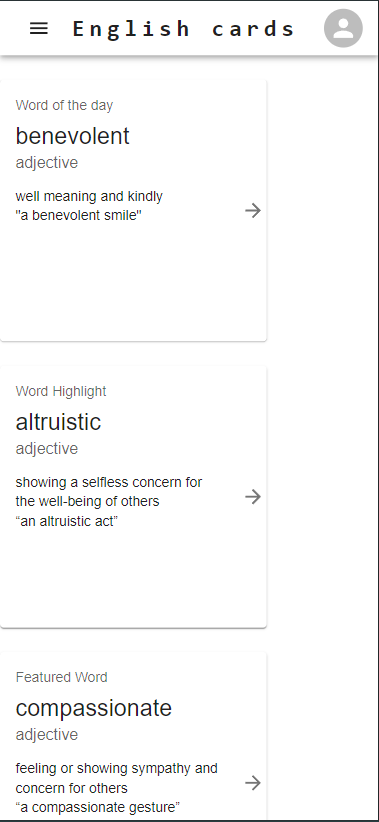 English cards
Word of the day
benevolent
adjective
well meaning and kindly
"a benevolent smile"
Word Highlight
altruistic
adjective
showing a selfless concern for
the well-being of others
“an altruistic act”
Featured Word
compassionate
adjective
feeling or showing sympathy and
concern for others
“a compassionate gesture”